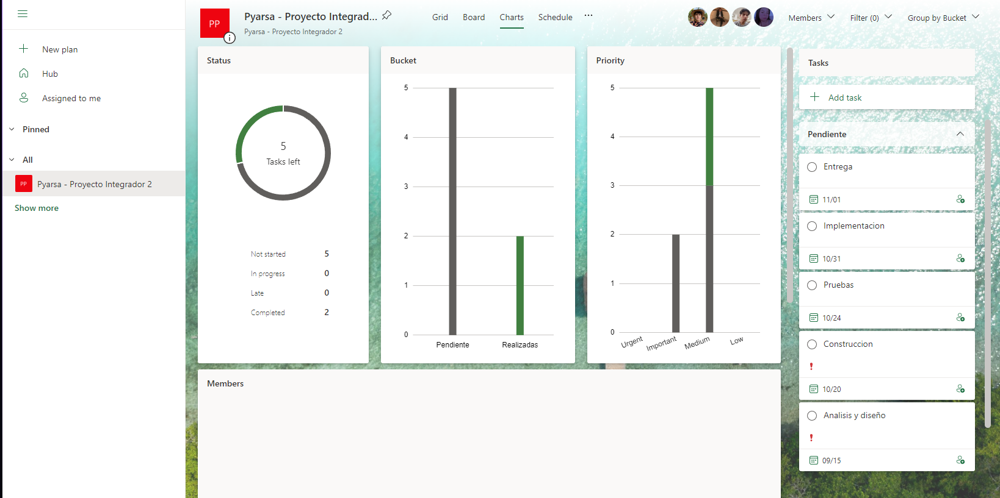 New plan
Hub
Assigned to me
Pinned
All
PP Pyarsa - Proyecto Integrador 2
Show more
PP
Pyarsa - Proyecto Integrad...
Pyarsa - Proyecto Integrador 2
Grid Board Charts Schedule ...
Members Filter (0) Group by Bucket
Status
5
Tasks left
Not started 5
In progress 0
Late 0
Completed 2
Bucket
5
4
3
2
1
0
Pendiente Realizadas
Priority
5
4
3
2
1
0
Urgent Important Medium Low
Members
Tasks
Add task
Pendiente
Entrega
11/01
Implementacion
10/31
Pruebas
10/24
Construccion
10/20
Analisis y diseño
09/15